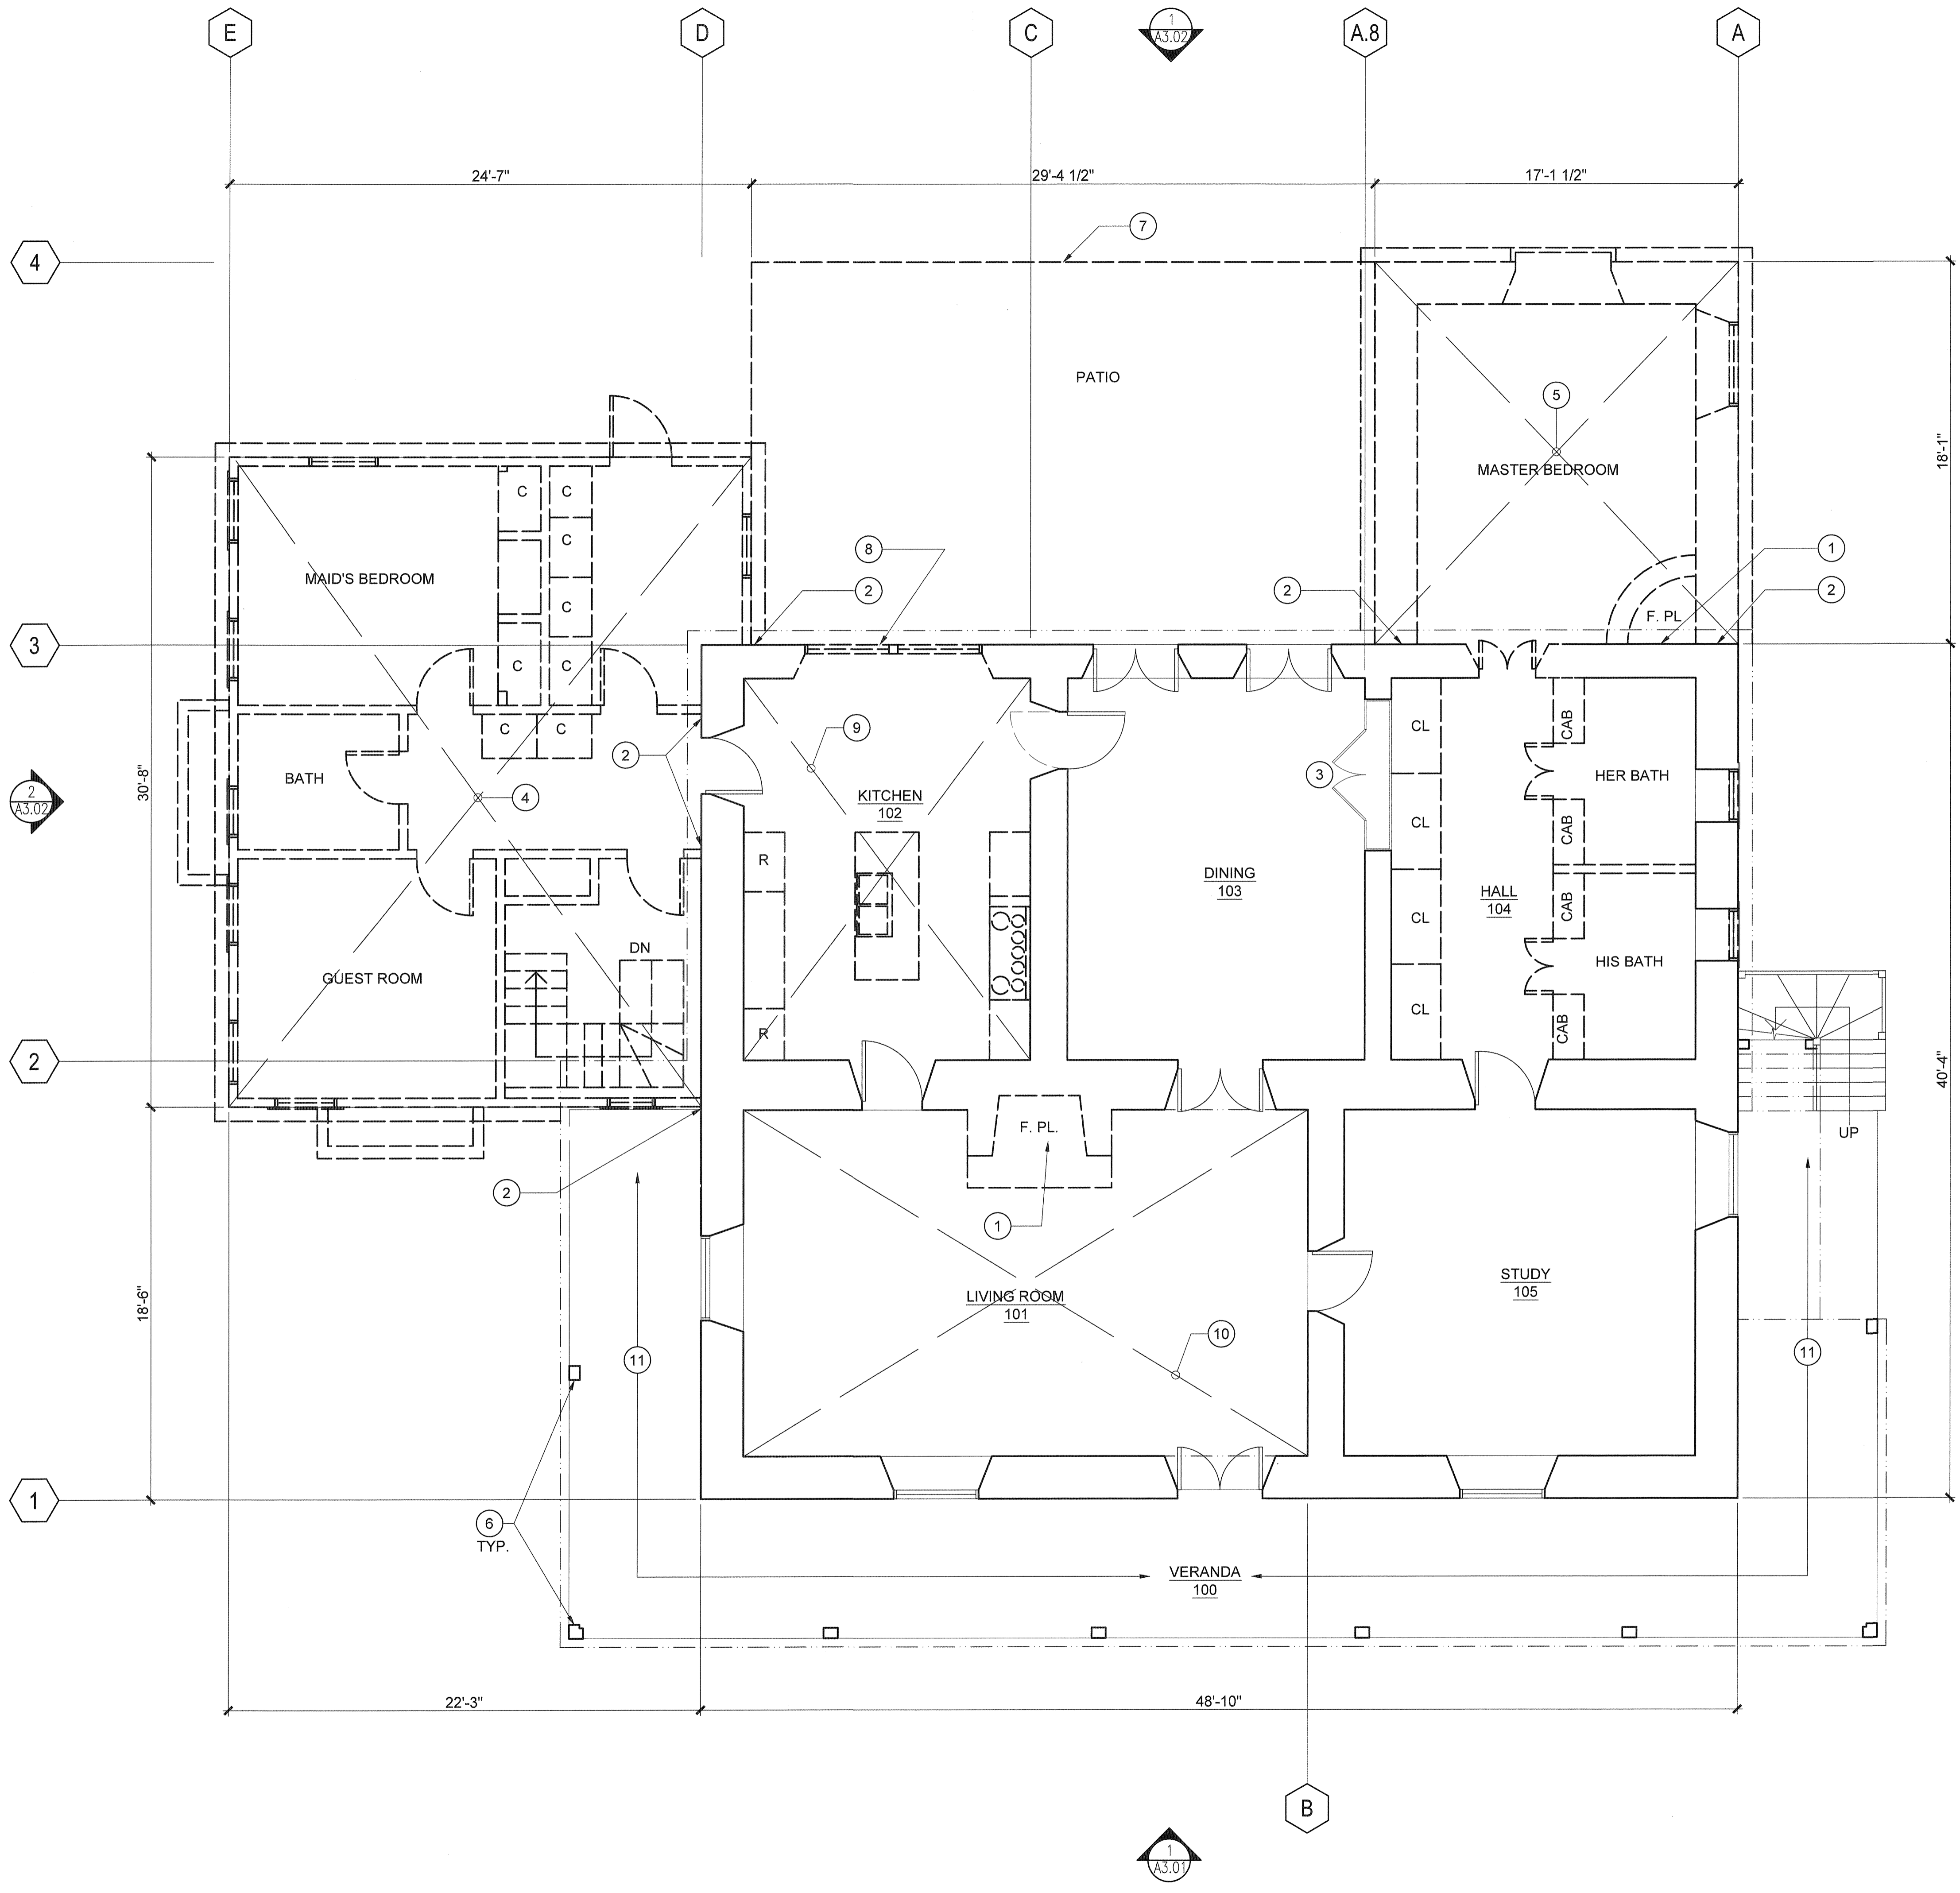 E
D
C
1
A3.02
A.8
A
24'-7"
29'-4 1/2"
17'-1 1/2"
7
4
PATIO
5
18'-1"
MASTER BEDROOM
C
C
C
8
1
MAID'S BEDROOM
2
2
2
C
F. PL
3
C
C
C
C
CAB
CL
9
2
3
BATH
HER BATH
30'-8"
4
KITCHEN
102
2
A3.02
CL
CAB
R
DINING
103
HALL
104
CAB
CL
DN
HIS BATH
GUEST ROOM
CL
CAB
R
2
40'-4"
F. PL.
UP
2
1
STUDY
105
LIVING ROOM
101
18'-6"
10
11
11
1
6
TYP.
VERANDA
100
22'-3"
48'-10"
B
1
A3.01